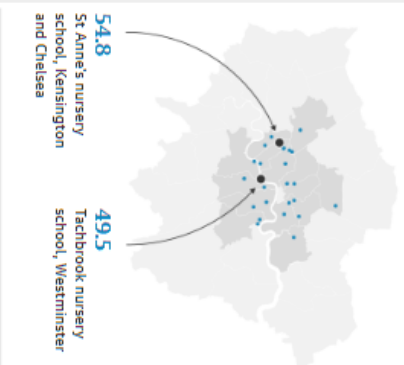 54.8
St Anne's nursery
school, Kensington
and Chelsea
49.5
Tachbrook nursery
school, Westminster